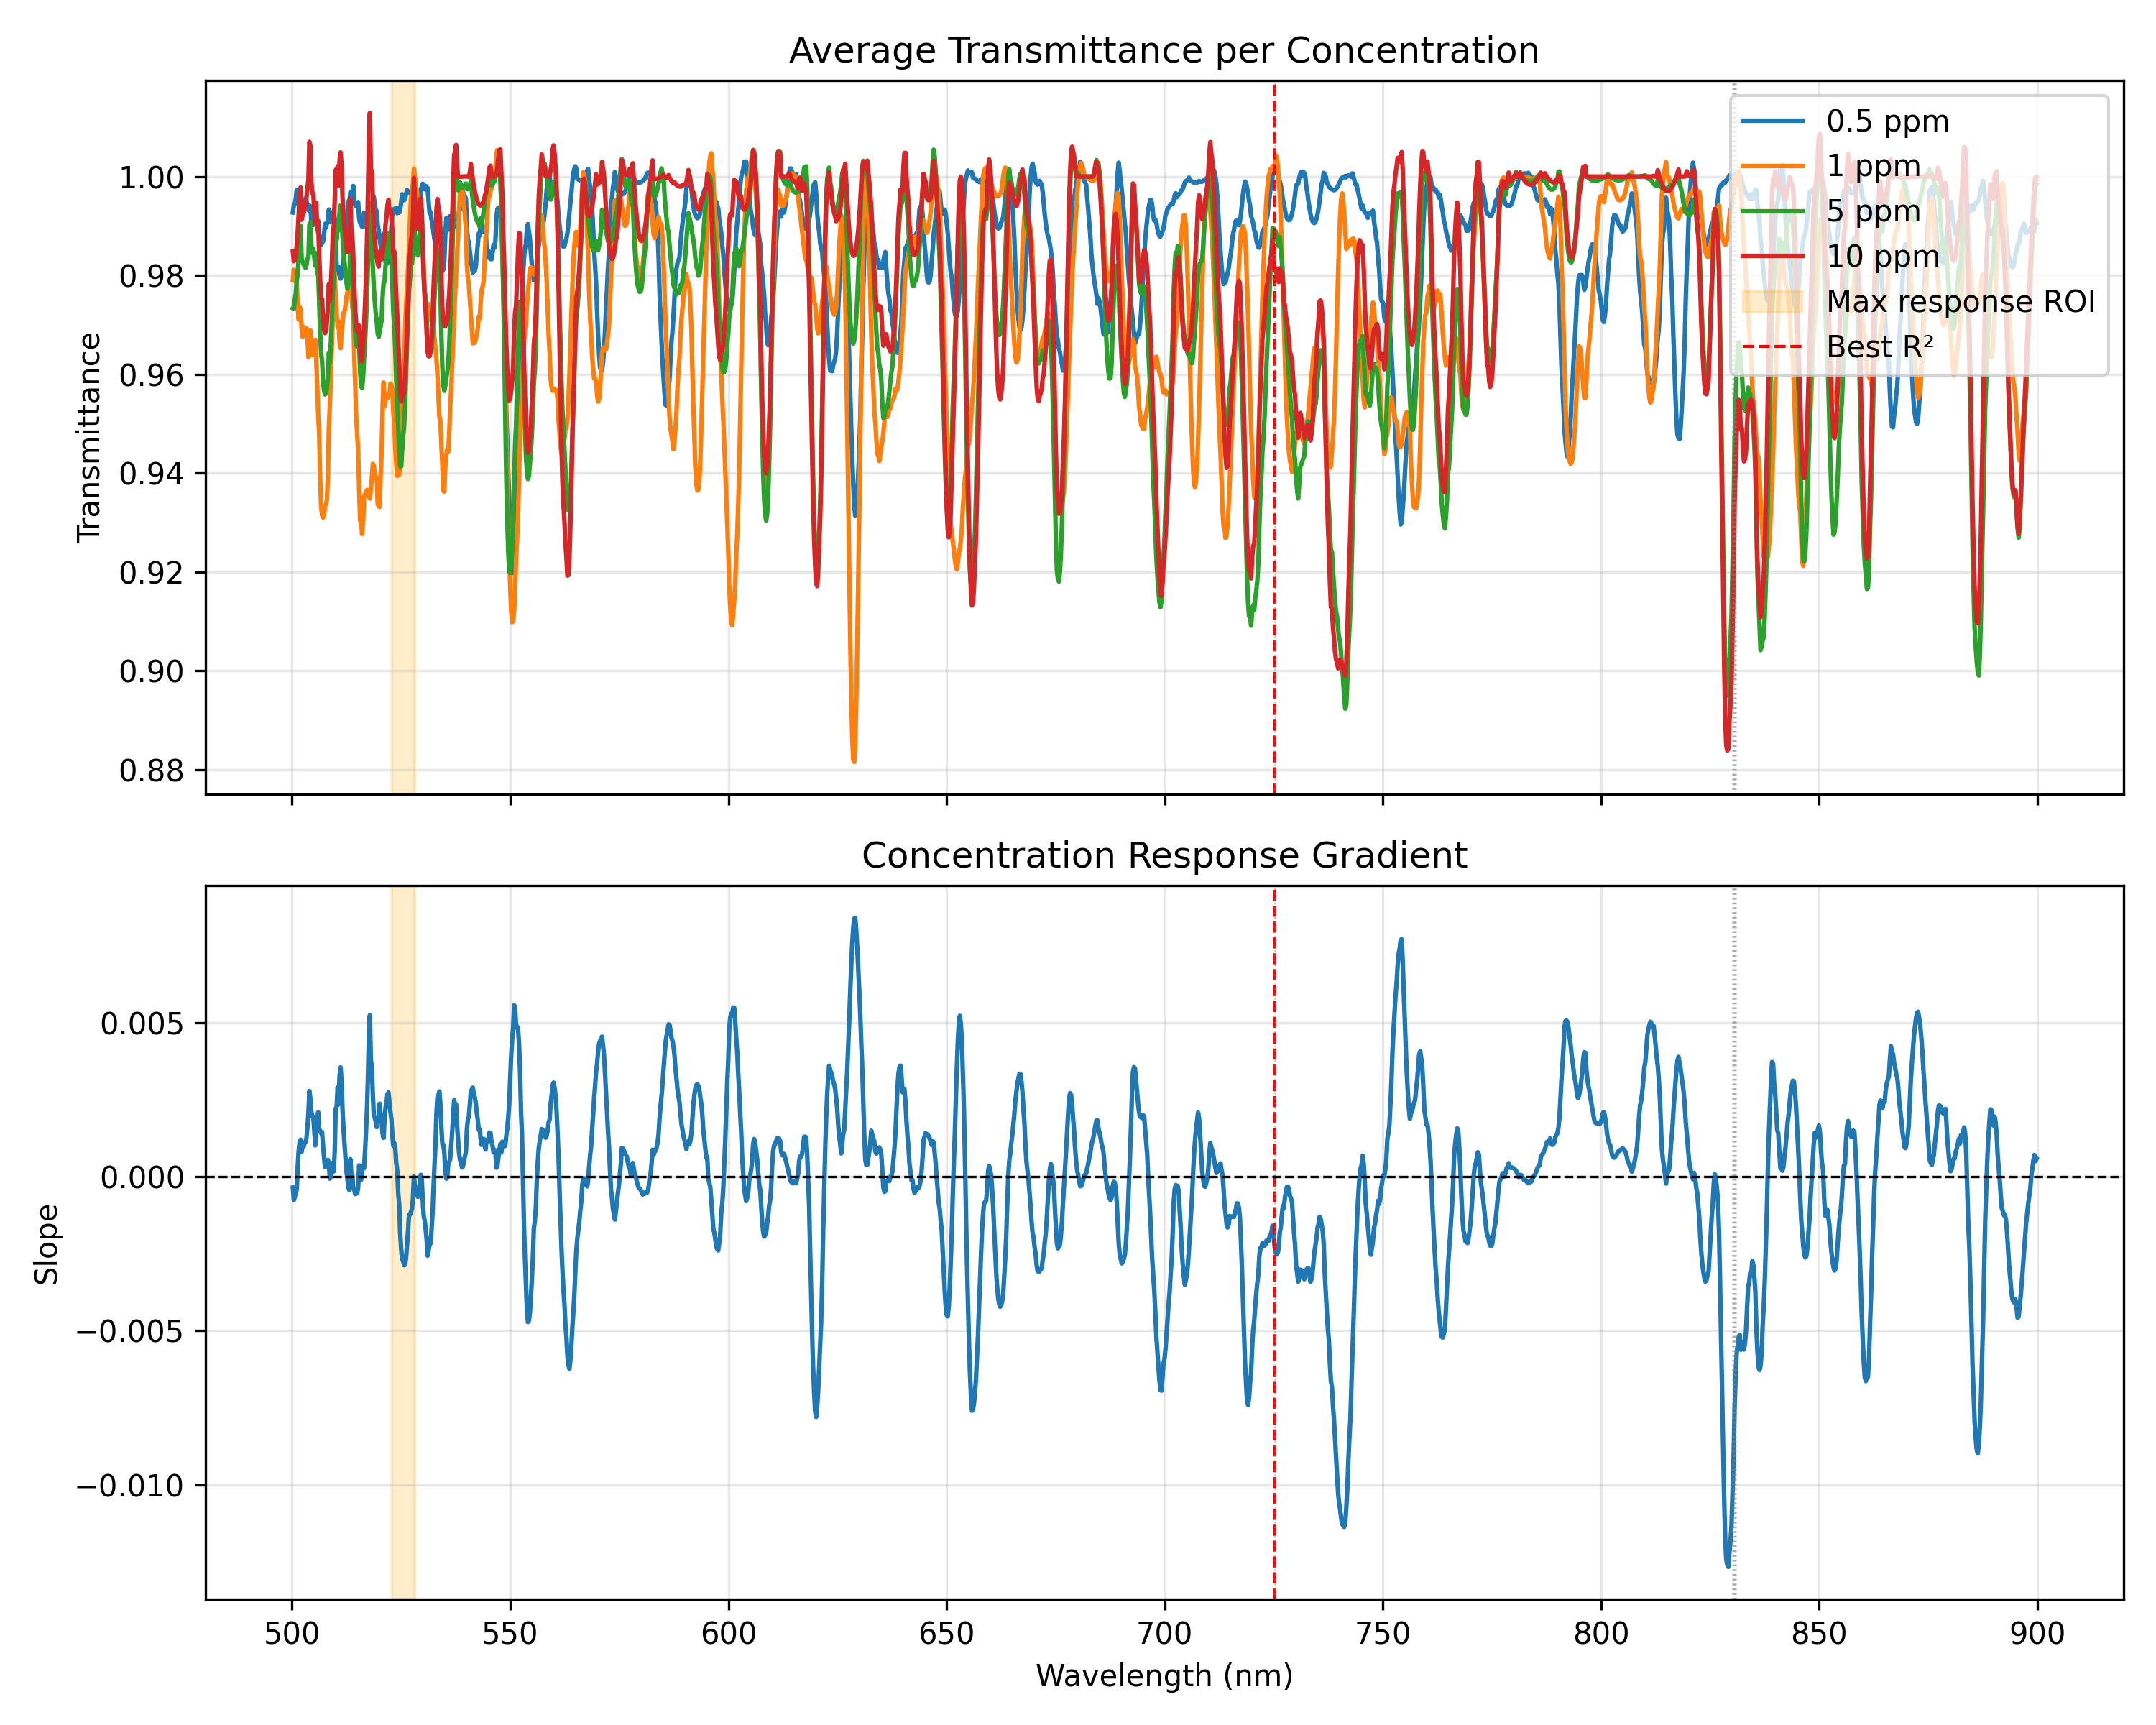 Average Transmittance per Concentration
Transmittance
1.00
0.98
0.96
0.94
0.92
0.90
0.88
0.5 ppm
1 ppm
5 ppm
10 ppm
Max response ROI
Best R²
Concentration Response Gradient
Slope
0.005
0.000
−0.005
−0.010
500
550
600
650
700
750
800
850
900
Wavelength (nm)